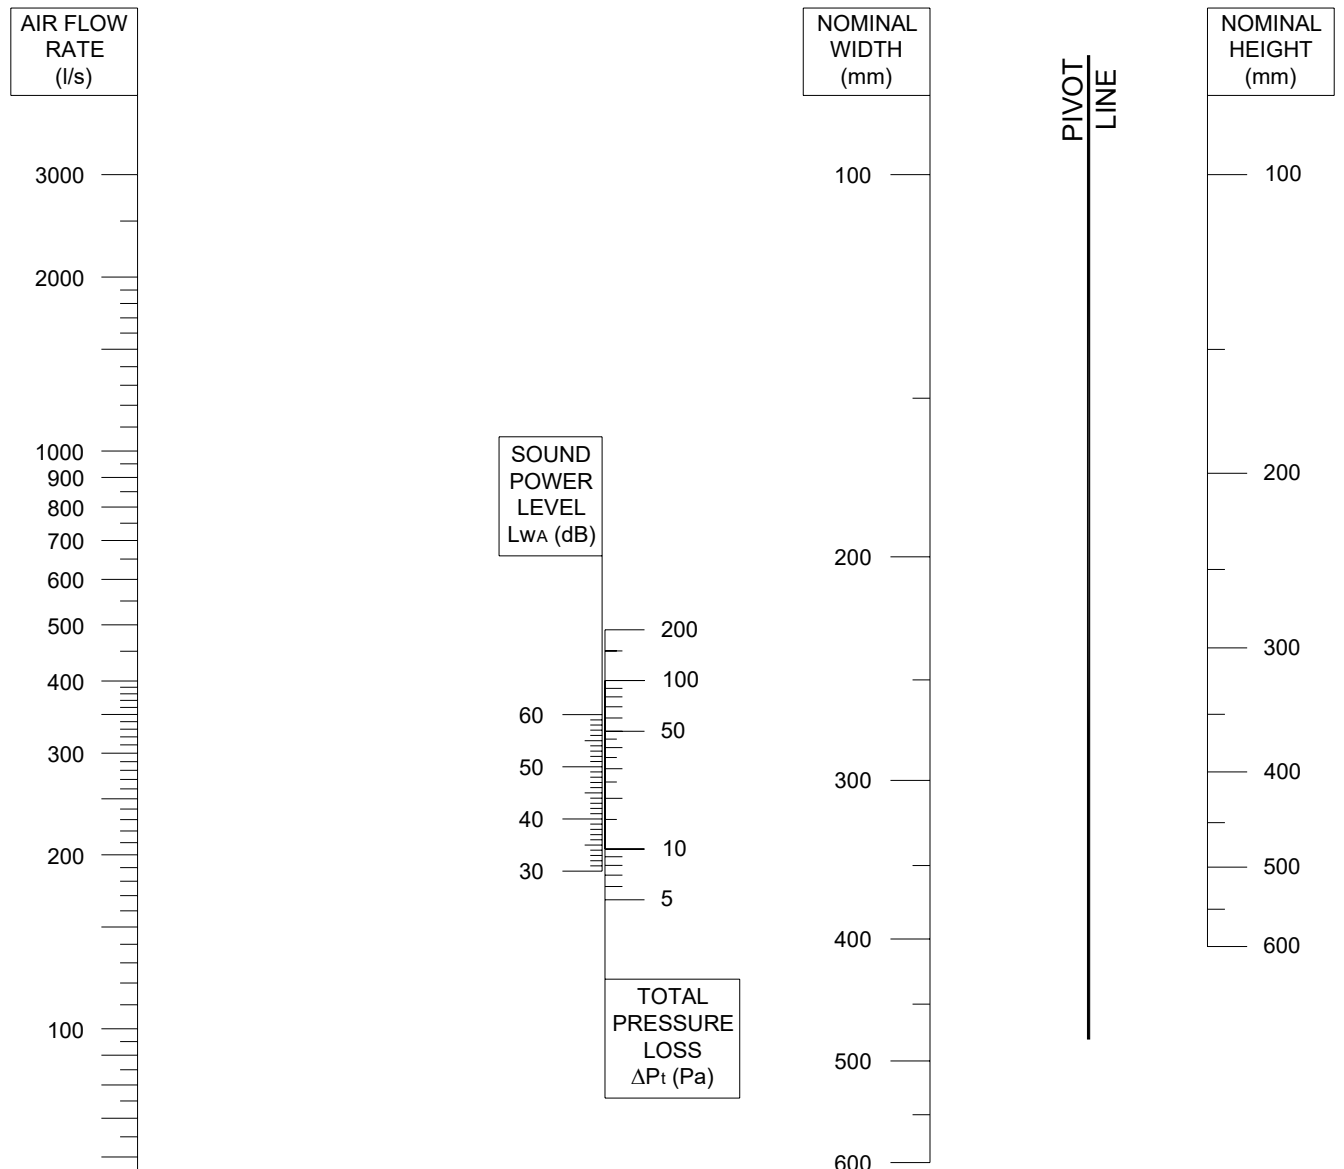 AIR FLOW
RATE
(l/s)
3000
2000
1000
900
800
700
600
500
400
300
200
100
SOUND
POWER
LEVEL
LWA (dB)
60
50
40
30
200
100
50
10
5
TOTAL
PRESSURE
LOSS
ΔPt (Pa)
NOMINAL
WIDTH
(mm)
100
200
300
400
500
600
PIVOT
LINE
NOMINAL
HEIGHT
(mm)
100
200
300
400
500
600